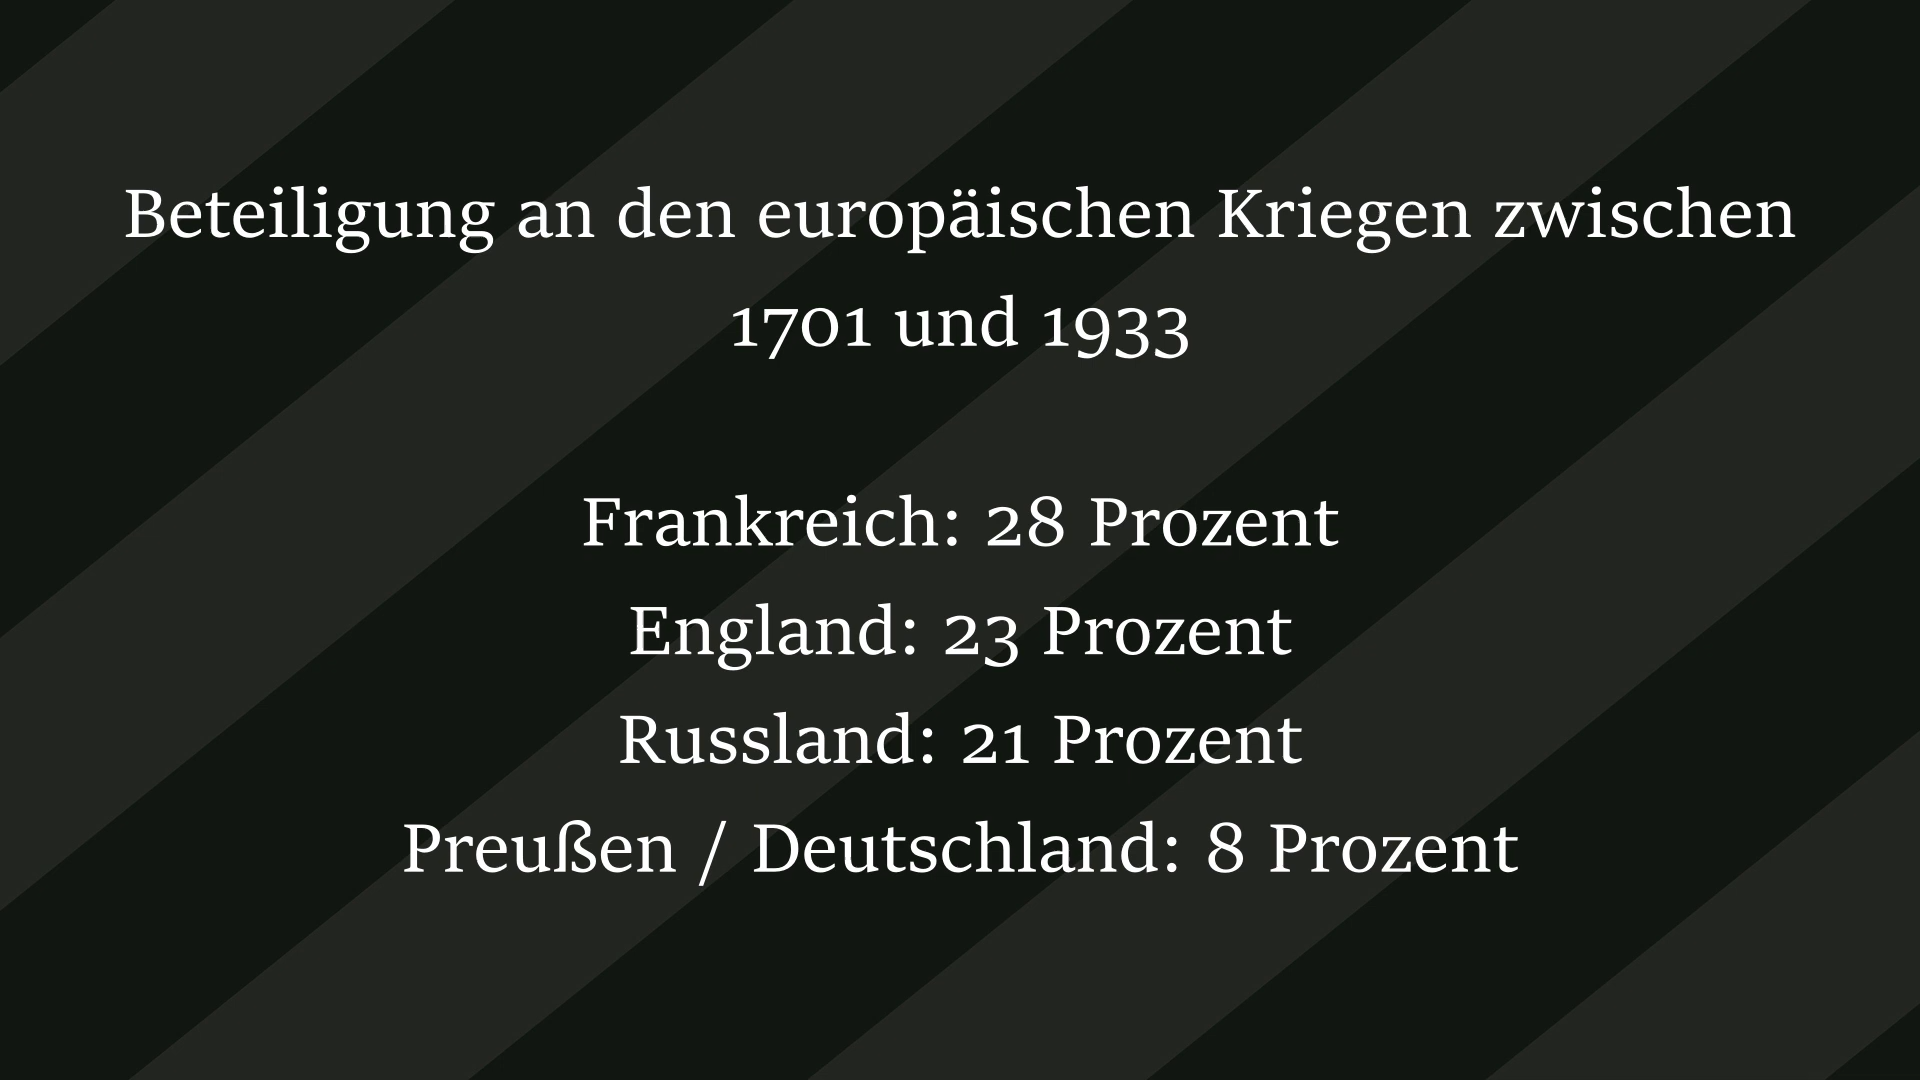 Beteiligung an den europäischen Kriegen zwischen
1701 und 1933
Frankreich: 28 Prozent
England: 23 Prozent
Russland: 21 Prozent
Preußen / Deutschland: 8 Prozent